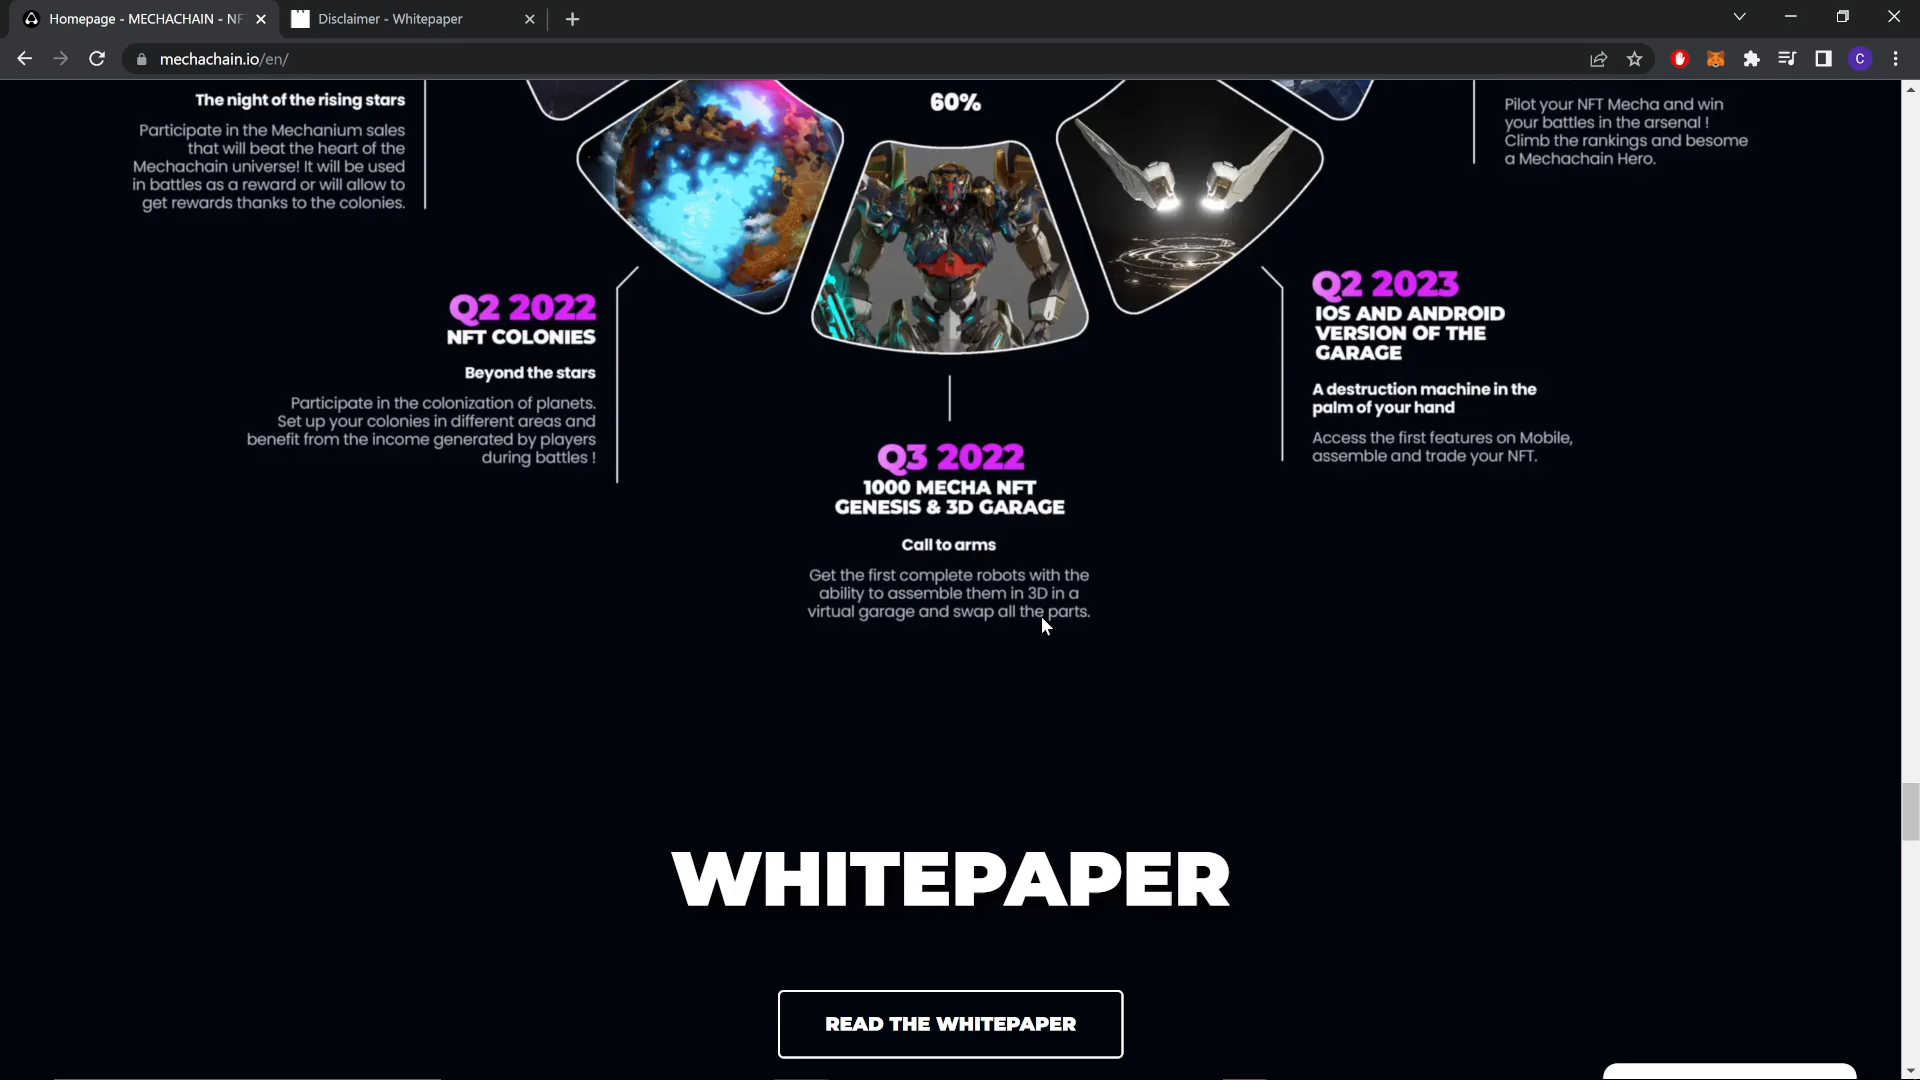 Homepage - MECHACHAIN - NF
Disclaimer - Whitepaper
mechachain.io/en/
C
The night of the rising stars
Participate in the Mechanium sales
that will beat the heart of the
Mechachain universe! It will be used
in battles as a reward or will allow to
get rewards thanks to the colonies.
60%
Pilot your NFT Mecha and win
your battles in the arsenal !
Climb the rankings and besome
a Mechachain Hero.
Q2 2022
NFT COLONIES
Beyond the stars
Participate in the colonization of planets.
Set up your colonies in different areas and
benefit from the income generated by players
during battles !
Q3 2022
1000 MECHA NFT
GENESIS & 3D GARAGE
Call to arms
Get the first complete robots with the
ability to assemble them in 3D in a
virtual garage and swap all the parts.
Q2 2023
IOS AND ANDROID
VERSION OF THE
GARAGE
A destruction machine in the
palm of your hand
Access the first features on Mobile,
assemble and trade your NFT.
WHITEPAPER
READ THE WHITEPAPER